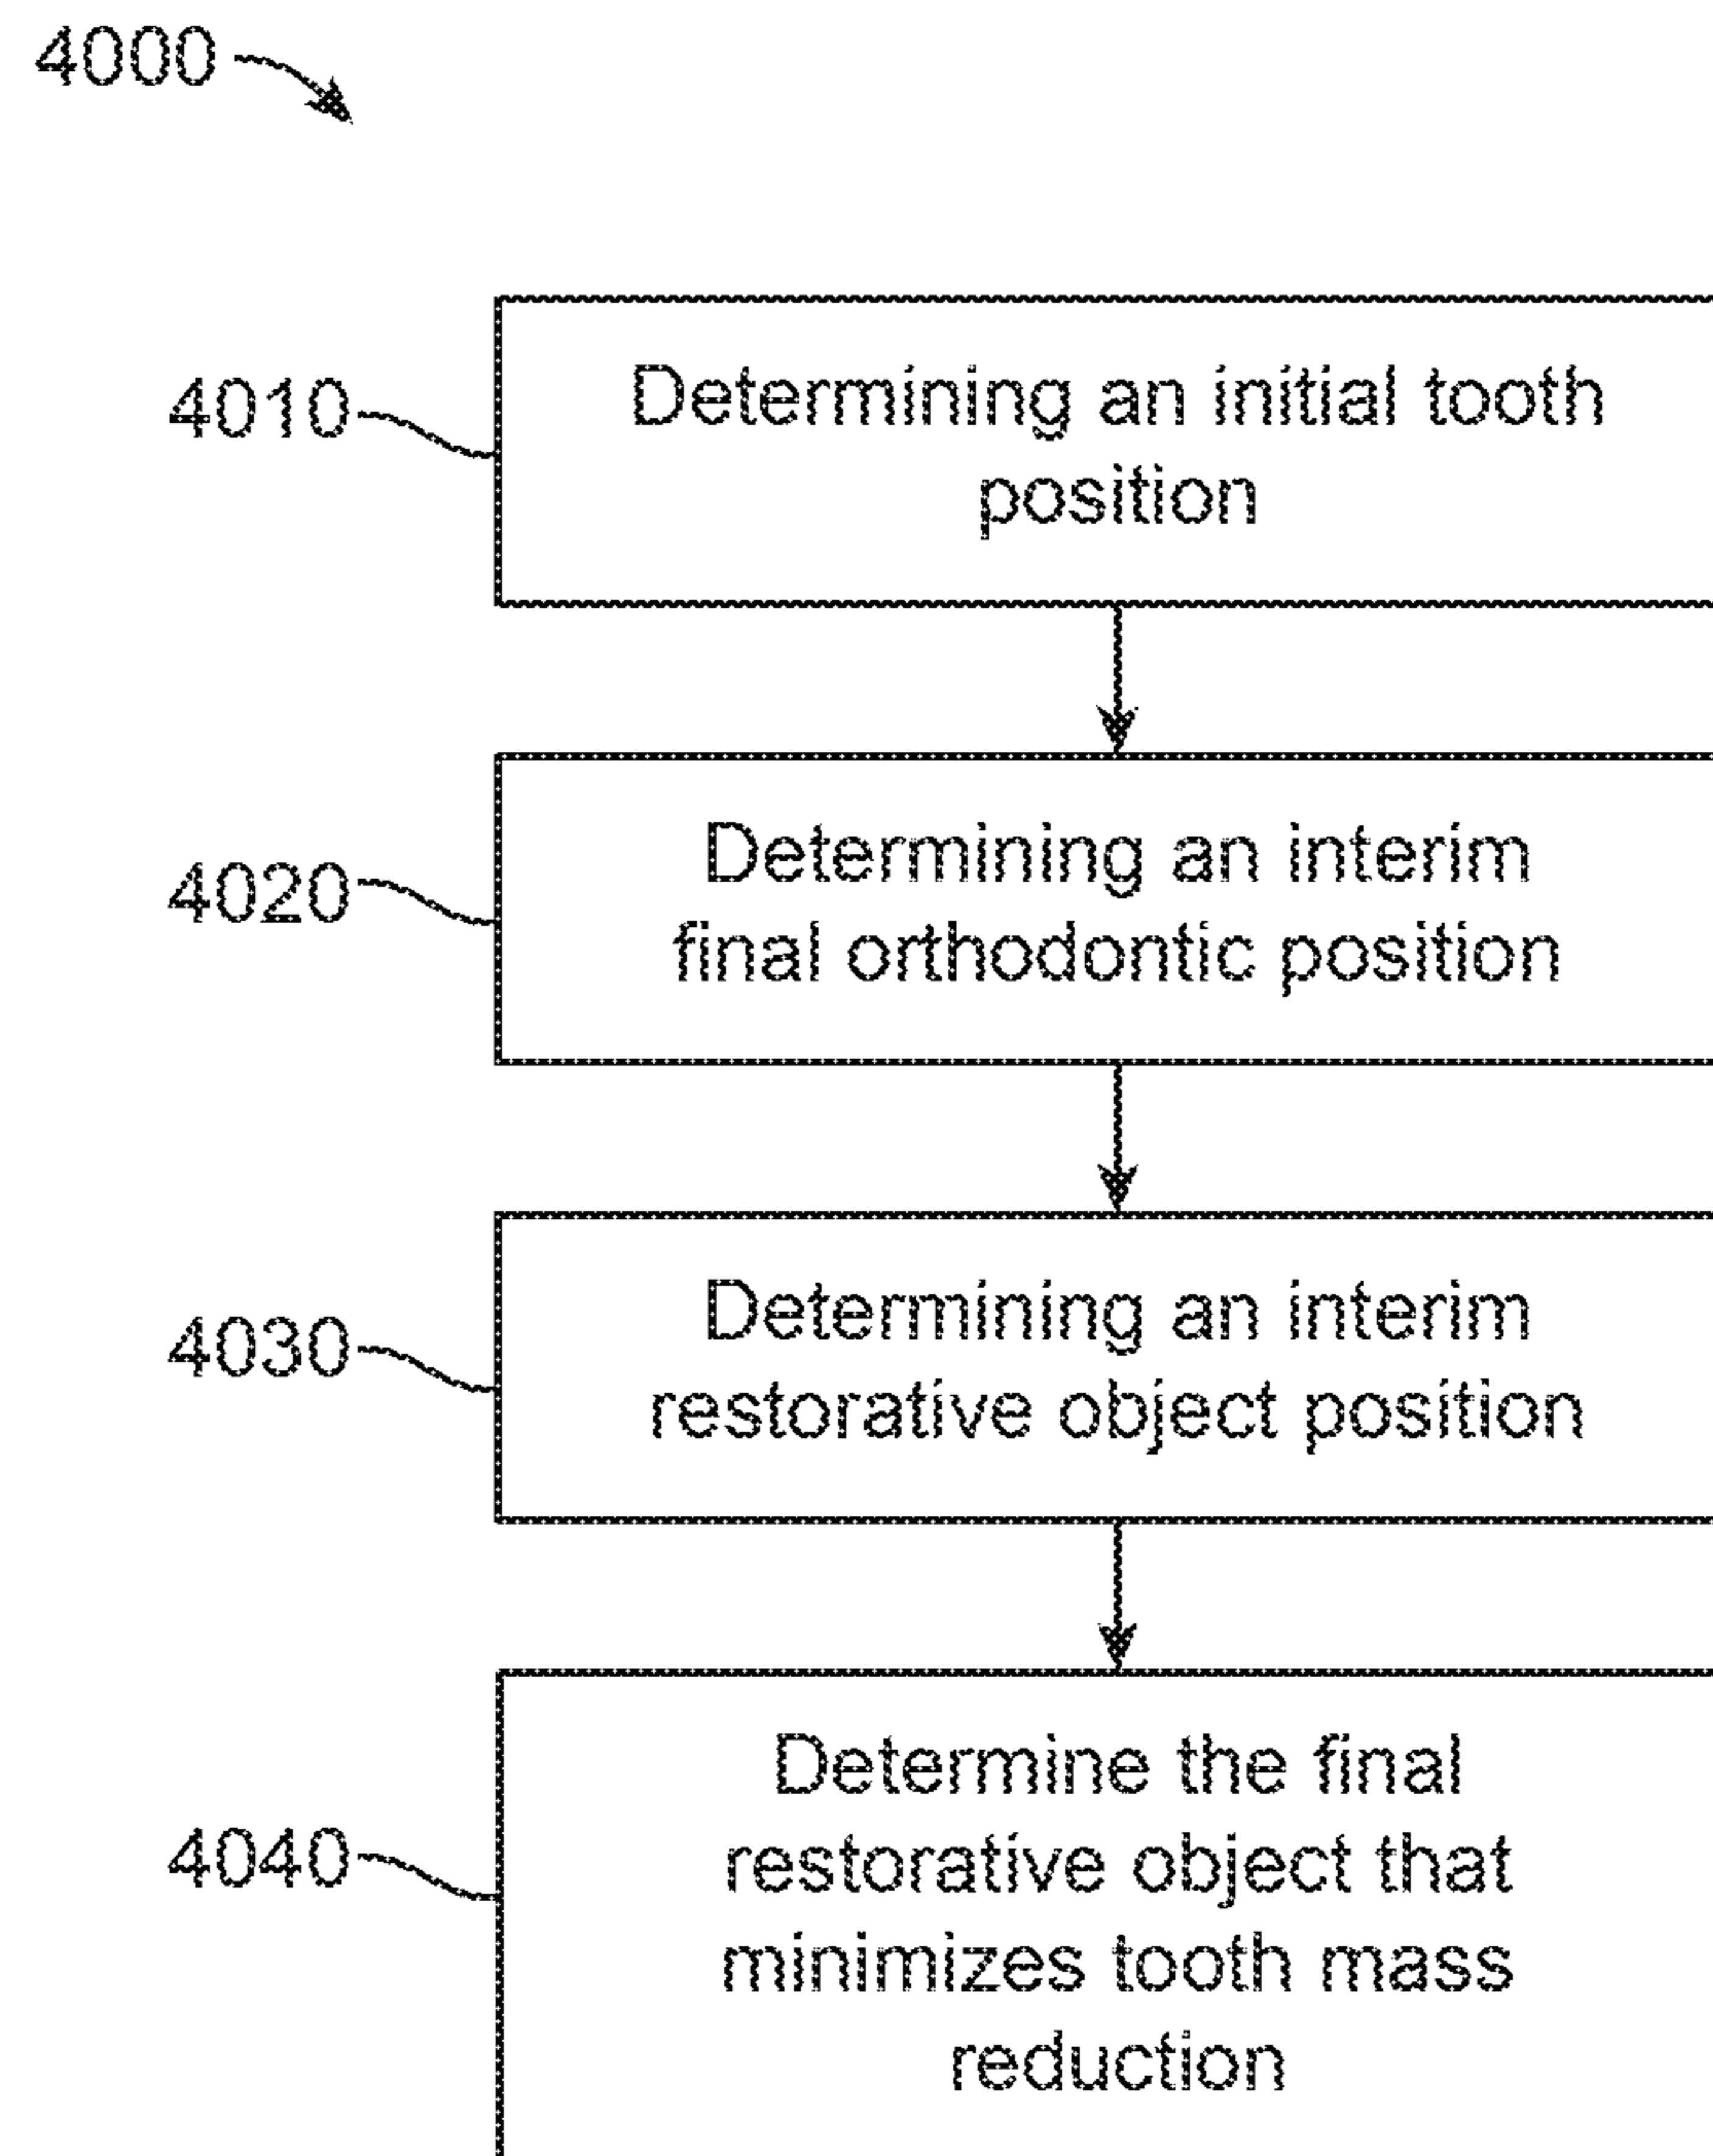 4000
4010
Determining an initial tooth
position
4020
Determining an interim
final orthodontic position
4030
Determining an interim
restorative object position
4040
Determine the final
restorative object that
minimizes tooth mass
reduction